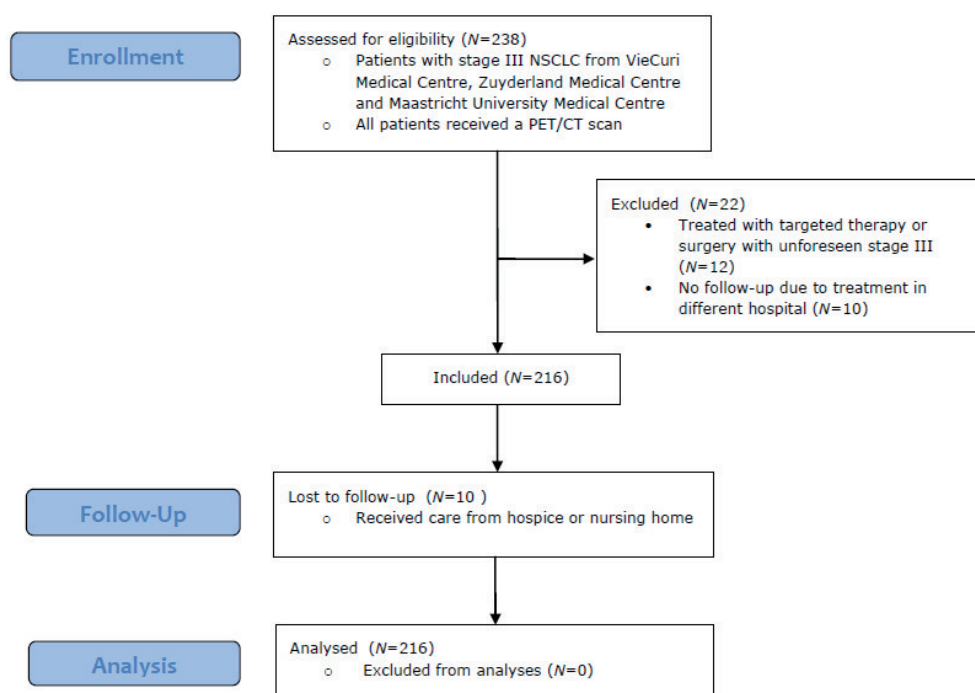 Enrollment
Assessed for eligibility (N=238)
o Patients with stage III NSCLC from VieCuri
Medical Centre, Zuyderland Medical Centre
and Maastricht University Medical Centre
o All patients received a PET/CT scan
Excluded (N=22)
• Treated with targeted therapy or
surgery with unforeseen stage III
(N=12)
• No follow-up due to treatment in
different hospital (N=10)
Included (N=216)
Follow-Up
Lost to follow-up (N=10 )
o Received care from hospice or nursing home
Analysis
Analysed (N=216)
o Excluded from analyses (N=0)